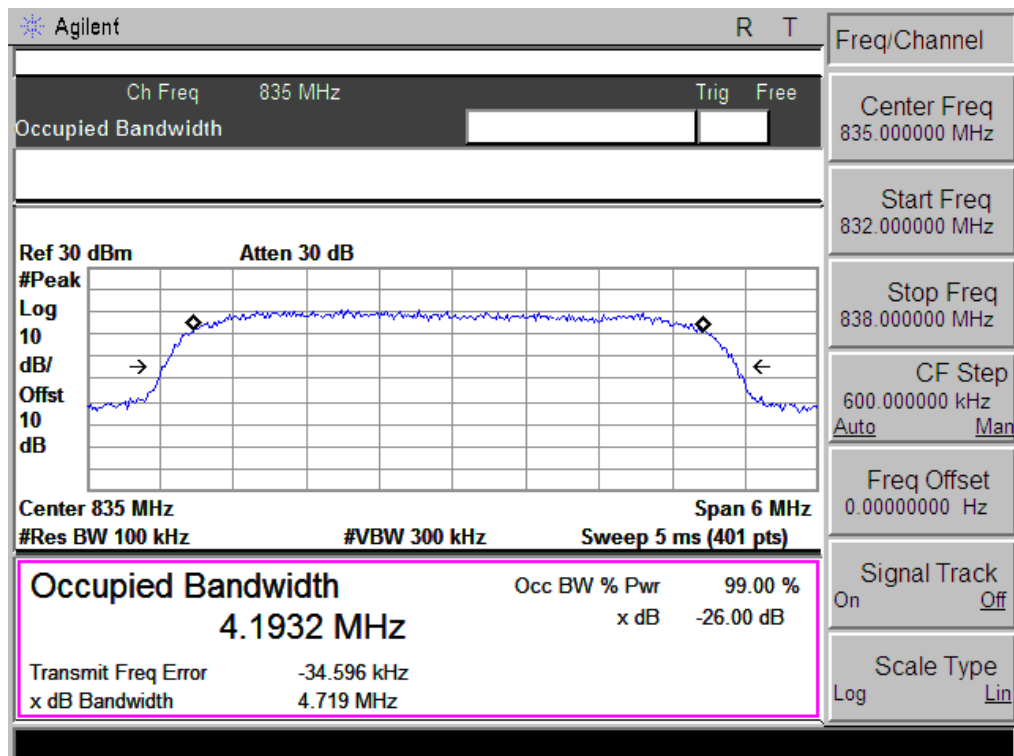 Agilent R T
Ch Freq 835 MHz Trig Free
Occupied Bandwidth
Ref 30 dBm Atten 30 dB
#Peak
Log
10
dB/
Offst
10
dB
Center 835 MHz Span 6 MHz
#Res BW 100 kHz #VBW 300 kHz Sweep 5 ms (401 pts)
Occupied Bandwidth
4.1932 MHz
Occ BW % Pwr 99.00 %
x dB -26.00 dB
Transmit Freq Error -34.596 kHz
x dB Bandwidth 4.719 MHz
Freq/Channel
Center Freq
835.000000 MHz
Start Freq
832.000000 MHz
Stop Freq
838.000000 MHz
CF Step
600.000000 kHz
Auto Man
Freq Offset
0.00000000 Hz
Signal Track
On Off
Scale Type
Log Lin